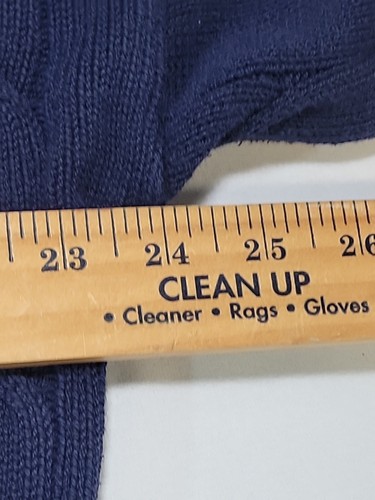 23 24 25 26
CLEAN UP
• Cleaner • Rags • Gloves